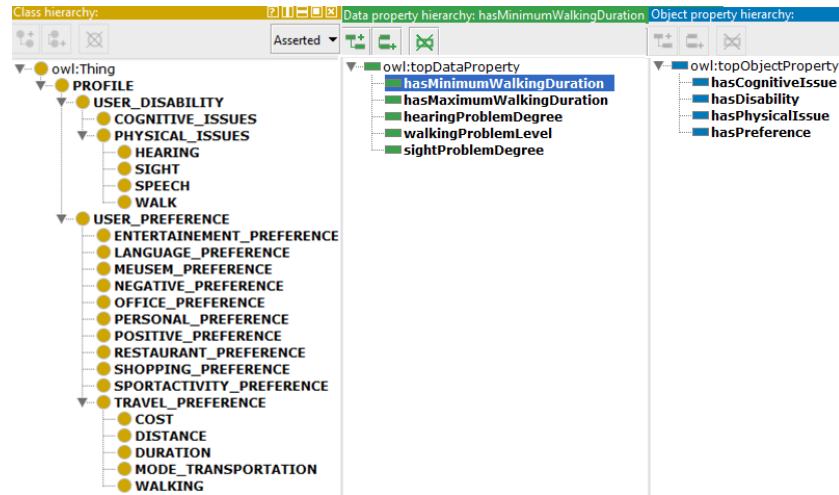 Class hierarchy:
Asserted
owl:Thing
PROFILE
USER_DISABILITY
COGNITIVE_ISSUES
PHYSICAL_ISSUES
HEARING
SIGHT
SPEECH
WALK
USER_PREFERENCE
ENTERTAINEMENT_PREFERENCE
LANGUAGE_PREFERENCE
MEUSEM_PREFERENCE
NEGATIVE_PREFERENCE
OFFICE_PREFERENCE
PERSONAL_PREFERENCE
POSITIVE_PREFERENCE
RESTAURANT_PREFERENCE
SHOPPING_PREFERENCE
SPORTACTIVITY_PREFERENCE
TRAVEL_PREFERENCE
COST
DISTANCE
DURATION
MODE_TRANSPORTATION
WALKING
Data property hierarchy: hasMinimumWalkingDuration
owl:topDataProperty
hasMinimumWalkingDuration
hasMaximumWalkingDuration
hearingProblemDegree
walkingProblemLevel
sightProblemDegree
Object property hierarchy:
owl:topObjectProperty
hasCognitiveIssue
hasDisability
hasPhysicalIssue
hasPreference